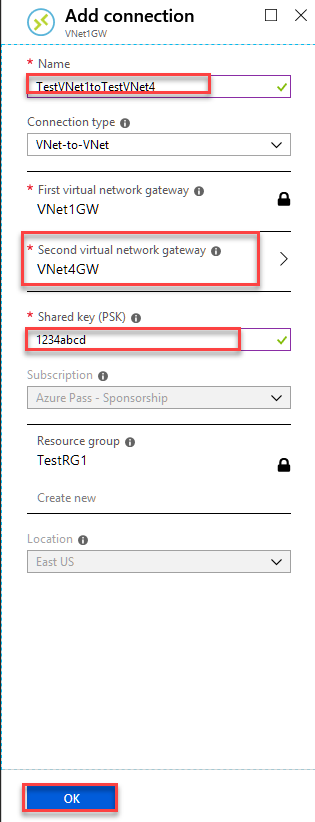 Add connection
VNet1GW
* Name
TestVNet1toTestVNet4
Connection type
VNet-to-VNet
* First virtual network gateway
VNet1GW
* Second virtual network gateway
VNet4GW
* Shared key (PSK)
1234abcd
Subscription
Azure Pass - Sponsorship
Resource group
TestRG1
Create new
Location
East US
OK